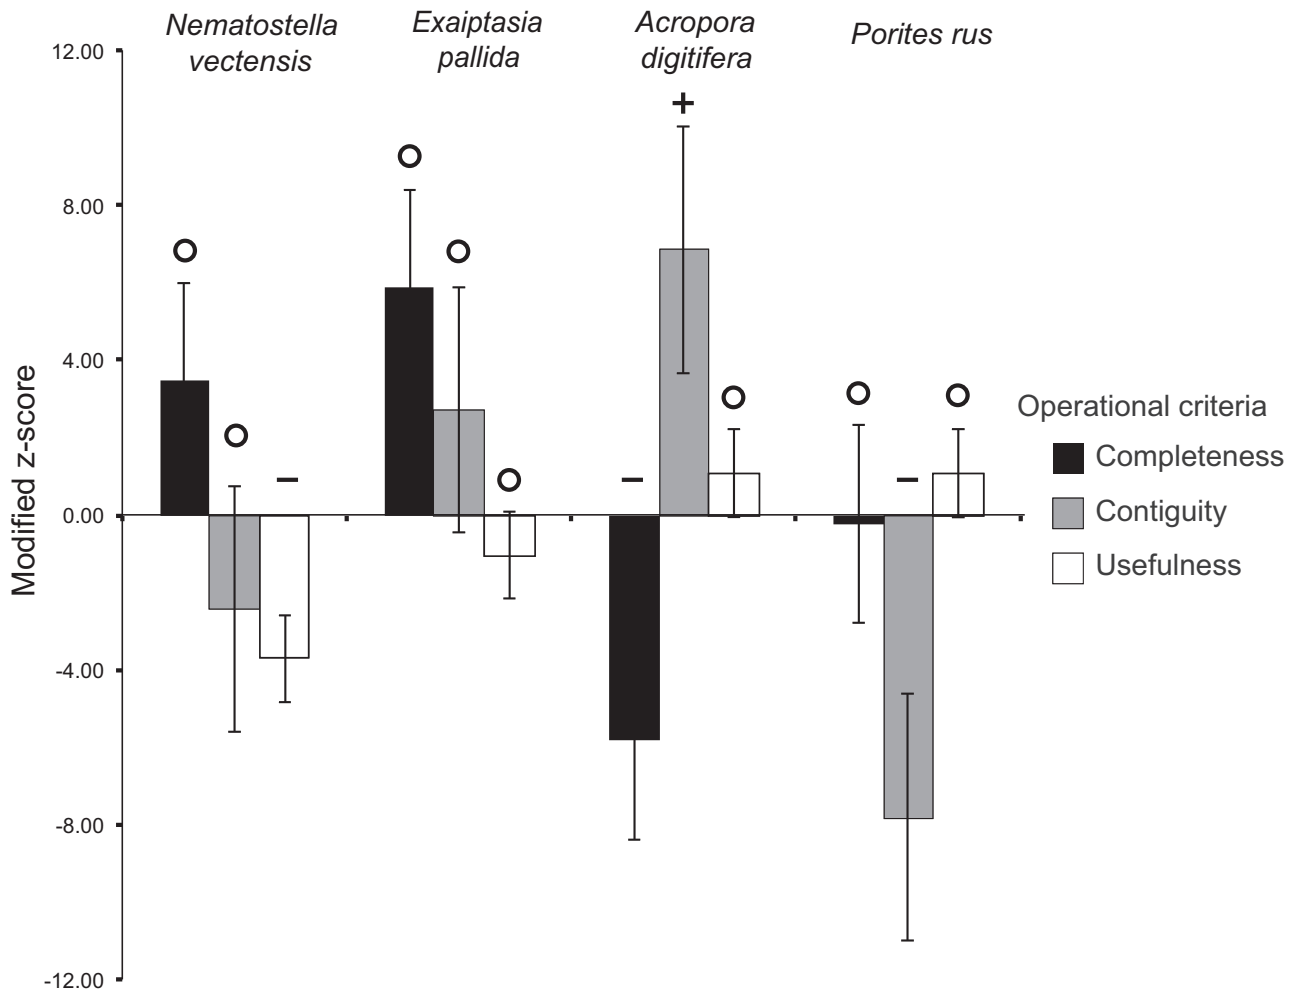 Nematostella
vectensis
Exaiptasia
pallida
Acropora
digitifera
Porites rus
12.00
8.00
4.00
0.00
-4.00
-8.00
-12.00
Modified z-score
+
Operational criteria
Completeness
Contiguity
Usefulness